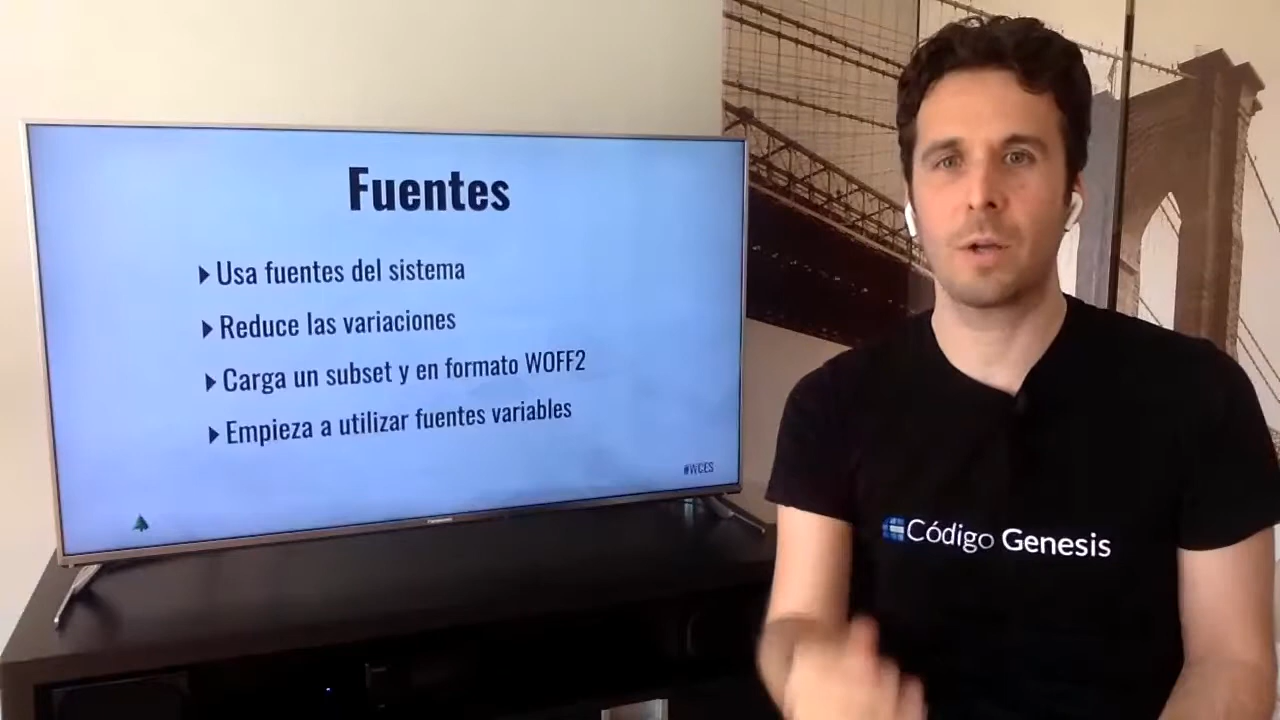 Fuentes
Usa fuentes del sistema
Reduce las variaciones
Carga un subset y en formato WOFF2
Empieza a utilizar fuentes variables
#WCES
Código Genesis